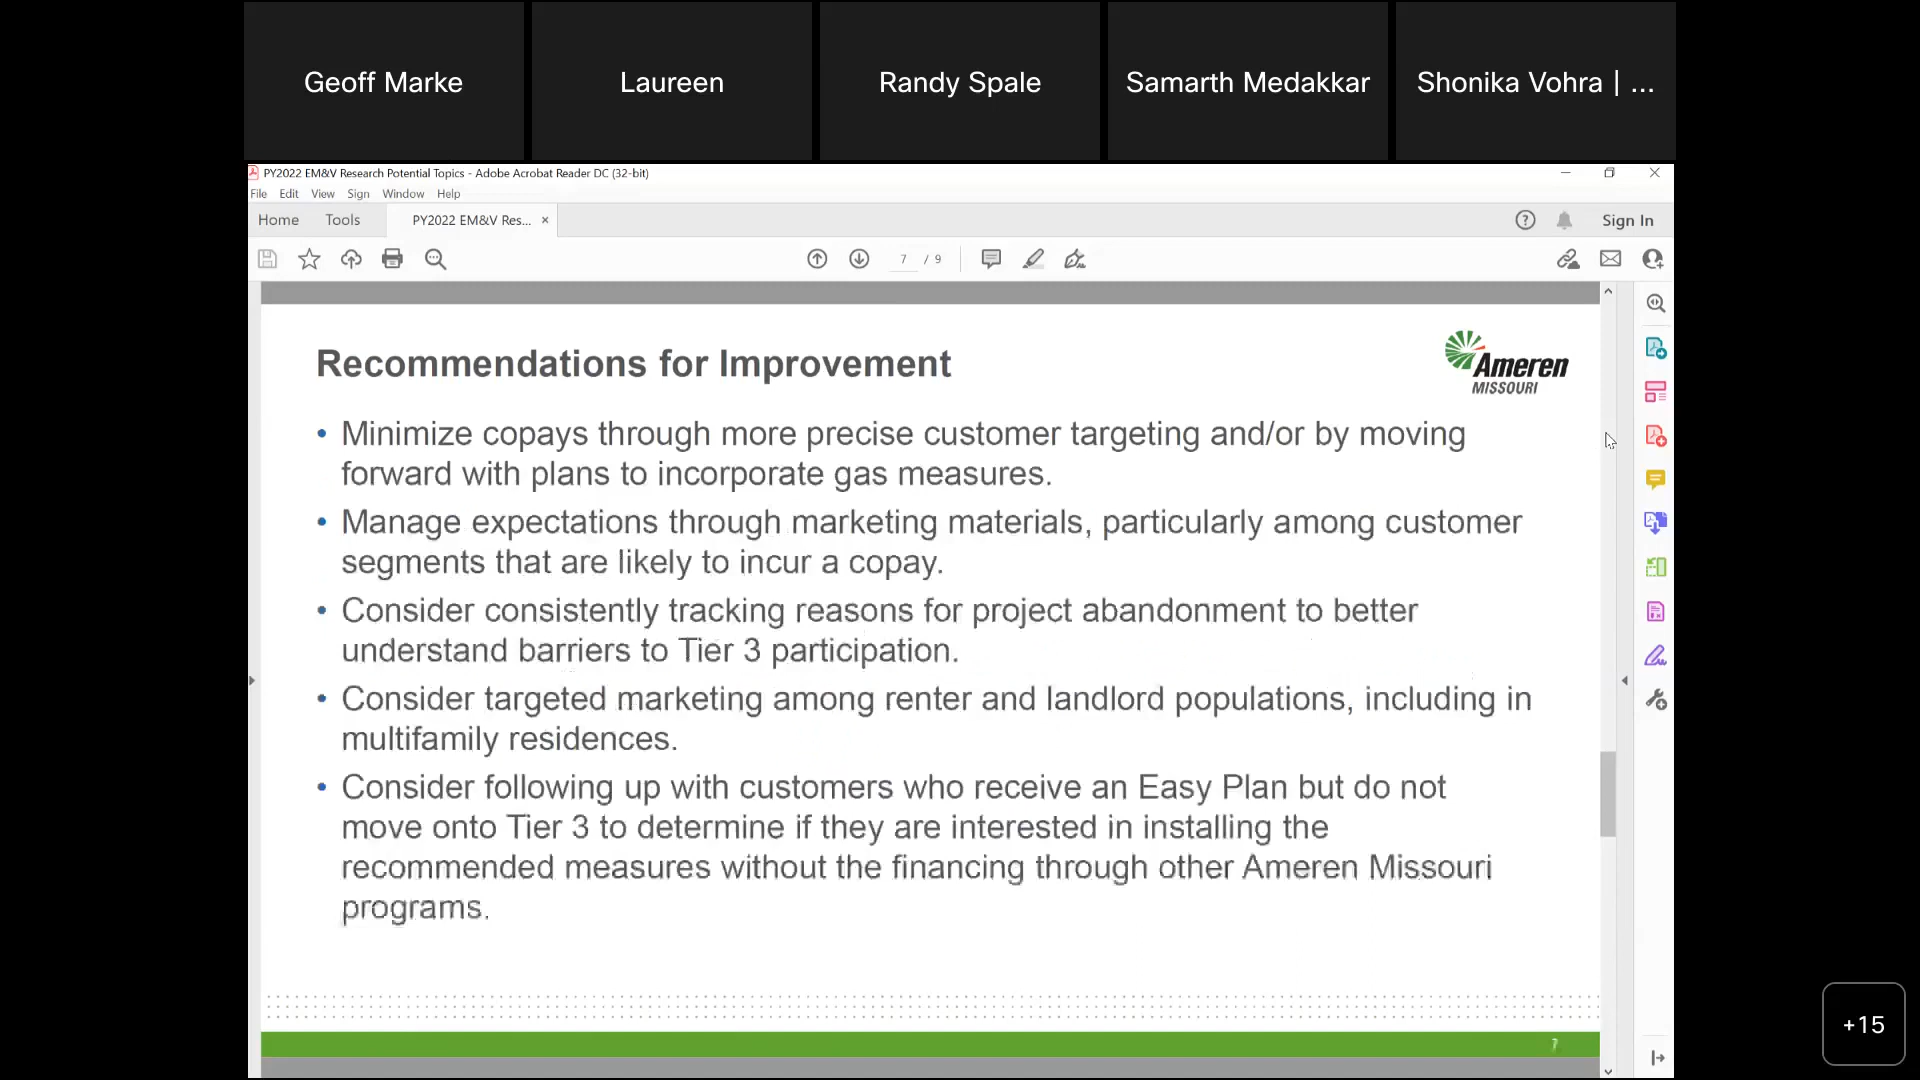 Geoff Marke
Laureen
Randy Spale
Samarth Medakkar
Shonika Vohra | ...
PY2022 EM&V Research Potential Topics - Adobe Acrobat Reader DC (32-bit)
File Edit View Sign Window Help
Home Tools PY2022 EM&V Res... × Sign In
7 / 9
Recommendations for Improvement
Ameren
MISSOURI
• Minimize copays through more precise customer targeting and/or by moving
forward with plans to incorporate gas measures.
• Manage expectations through marketing materials, particularly among customer
segments that are likely to incur a copay.
• Consider consistently tracking reasons for project abandonment to better
understand barriers to Tier 3 participation.
• Consider targeted marketing among renter and landlord populations, including in
multifamily residences.
• Consider following up with customers who receive an Easy Plan but do not
move onto Tier 3 to determine if they are interested in installing the
recommended measures without the financing through other Ameren Missouri
programs.
7
+15